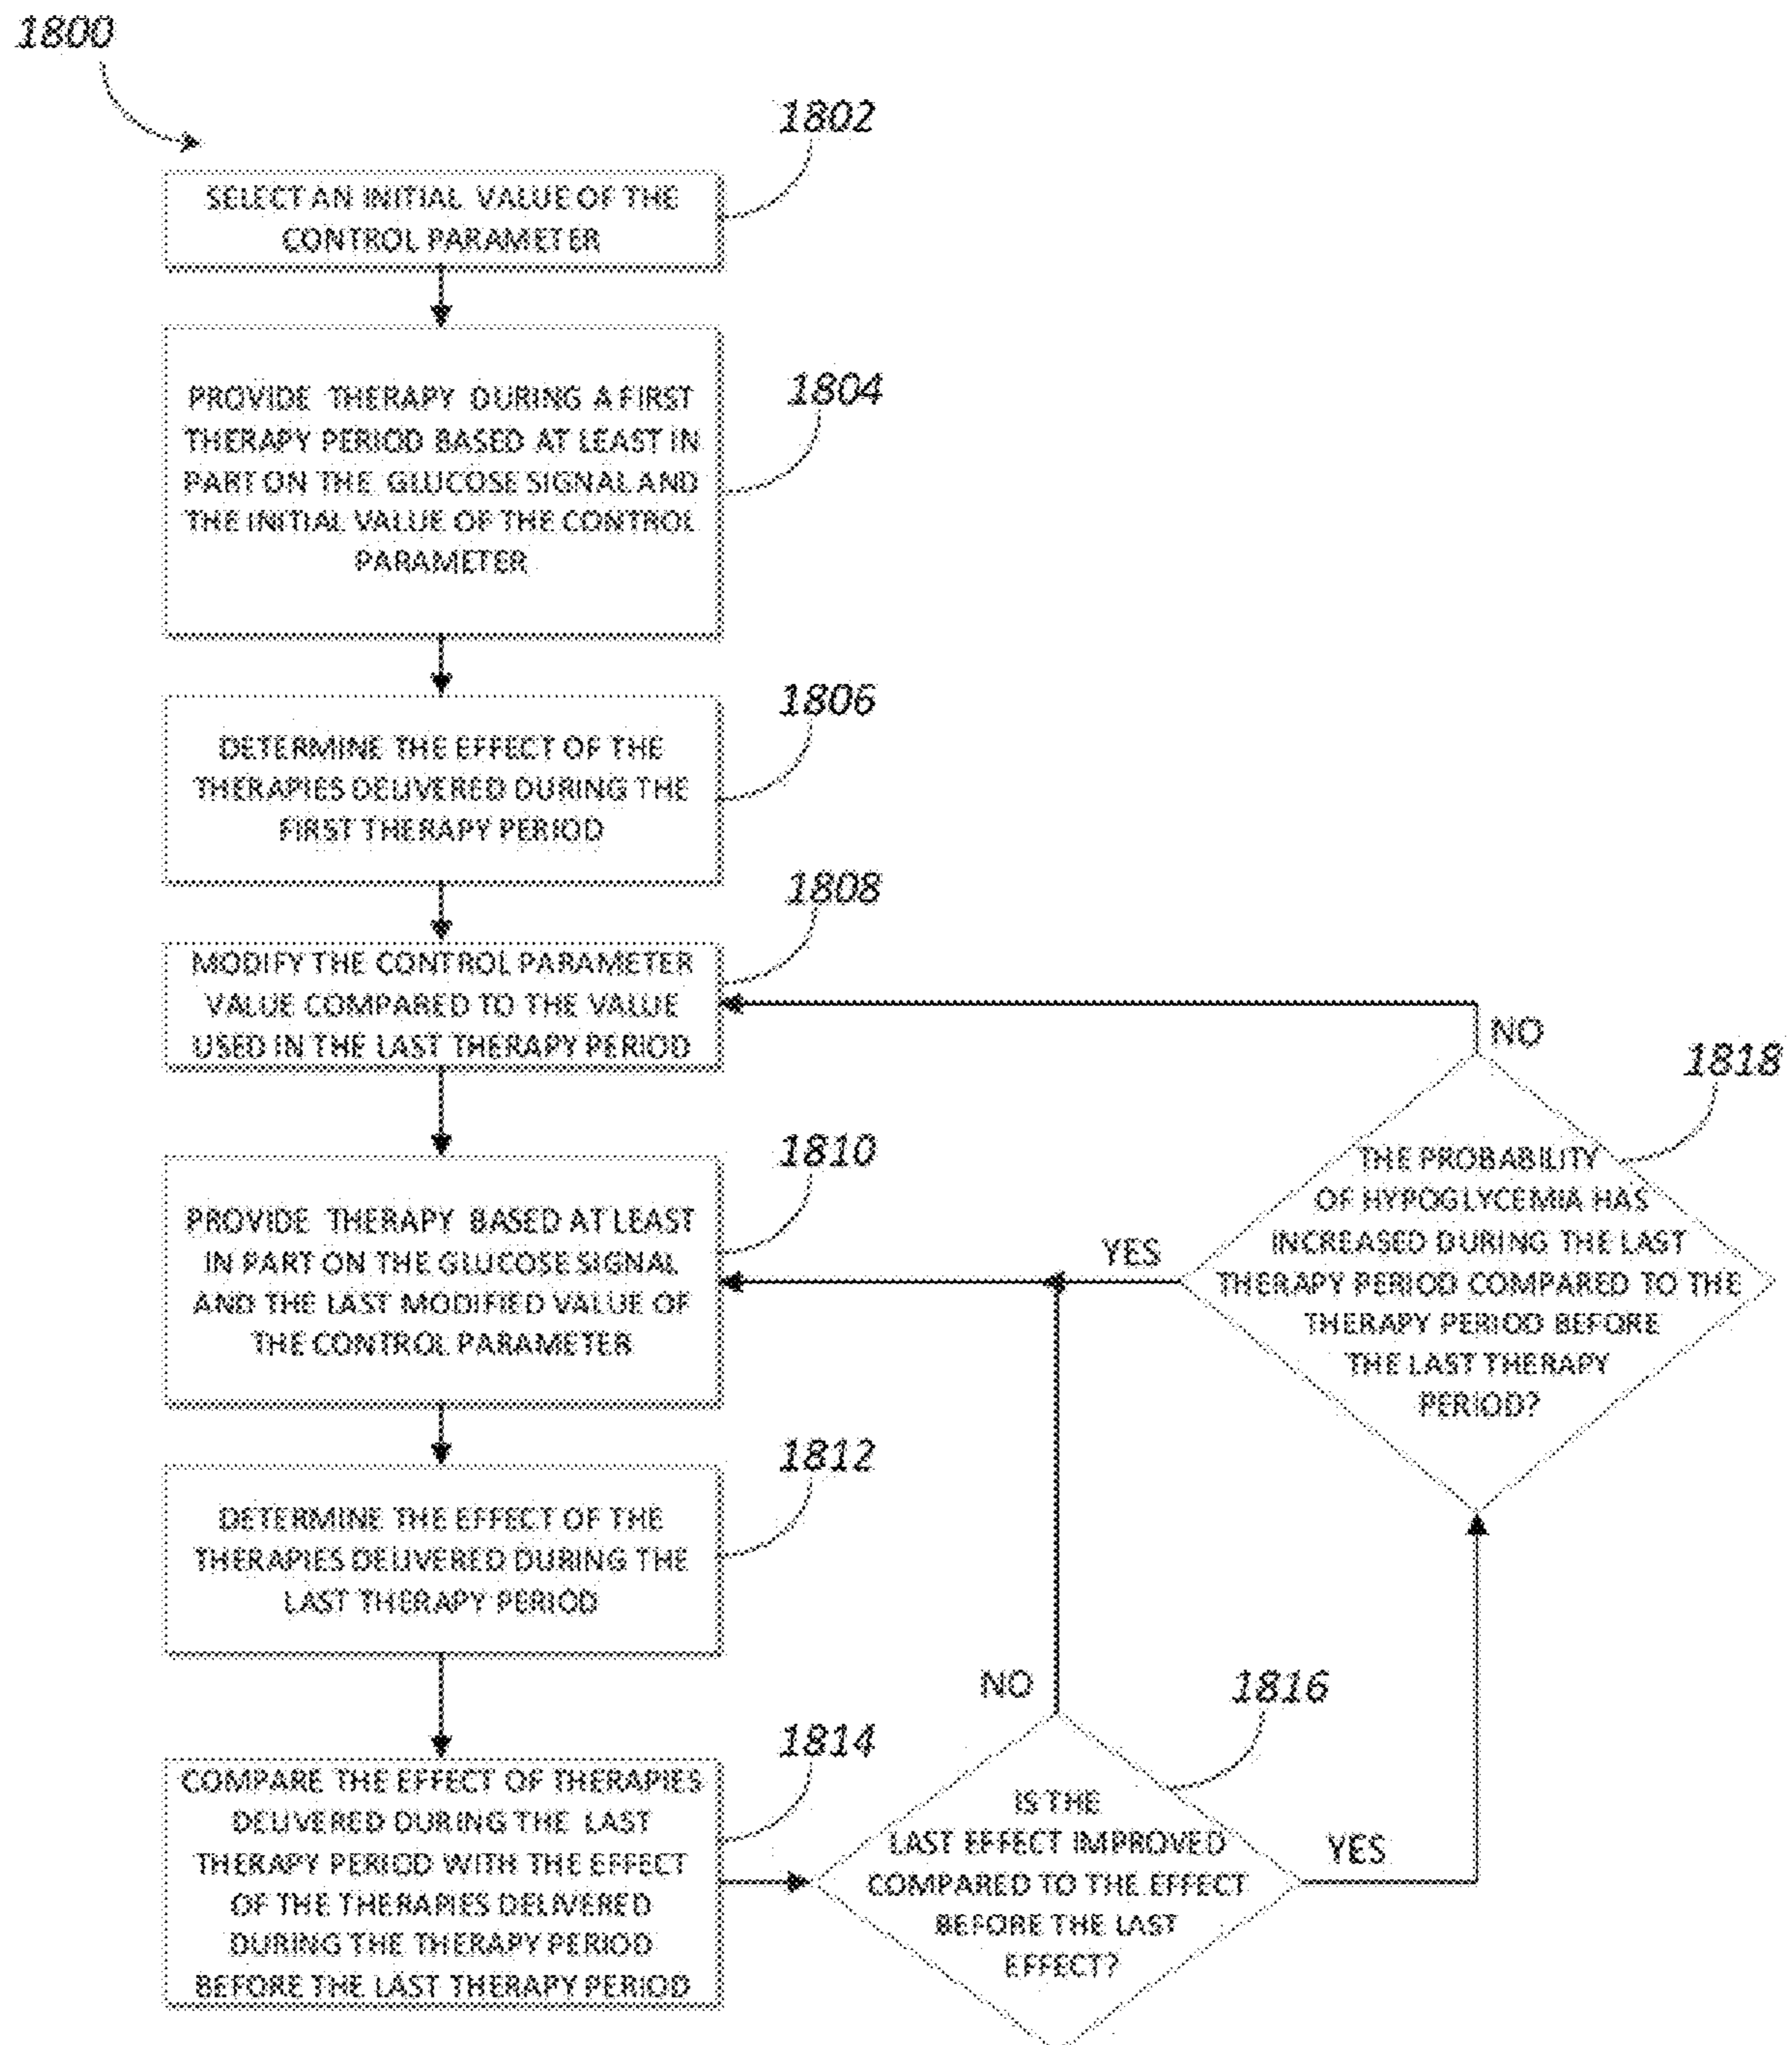 1800
1802
SELECT AN INITIAL VALUE OF THE
CONTROL PARAMETER
1804
PROVIDE THERAPY DURING A FIRST
THERAPY PERIOD BASED AT LEAST IN
PART ON THE GLUCOSE SIGNAL AND
THE INITIAL VALUE OF THE CONTROL
PARAMETER
1806
DETERMINE THE EFFECT OF THE
THERAPIES DELIVERED DURING THE
FIRST THERAPY PERIOD
1808
MODIFY THE CONTROL PARAMETER
VALUE COMPARED TO THE VALUE
USED IN THE LAST THERAPY PERIOD
1810
PROVIDE THERAPY BASED AT LEAST
IN PART ON THE GLUCOSE SIGNAL
AND THE LAST MODIFIED VALUE OF
THE CONTROL PARAMETER
1812
DETERMINE THE EFFECT OF THE
THERAPIES DELIVERED DURING THE
LAST THERAPY PERIOD
1814
COMPARE THE EFFECT OF THERAPIES
DELIVERED DURING THE LAST
THERAPY PERIOD WITH THE EFFECT
OF THE THERAPIES DELIVERED
DURING THE THERAPY PERIOD
BEFORE THE LAST THERAPY PERIOD
NO
1816
IS THE
LAST EFFECT IMPROVED
COMPARED TO THE EFFECT
BEFORE THE LAST
EFFECT?
YES
NO
1818
THE PROBABILITY
OF HYPOGLYCEMIA HAS
INCREASED DURING THE LAST
THERAPY PERIOD COMPARED TO THE
THERAPY PERIOD BEFORE
THE LAST THERAPY
PERIOD?
YES